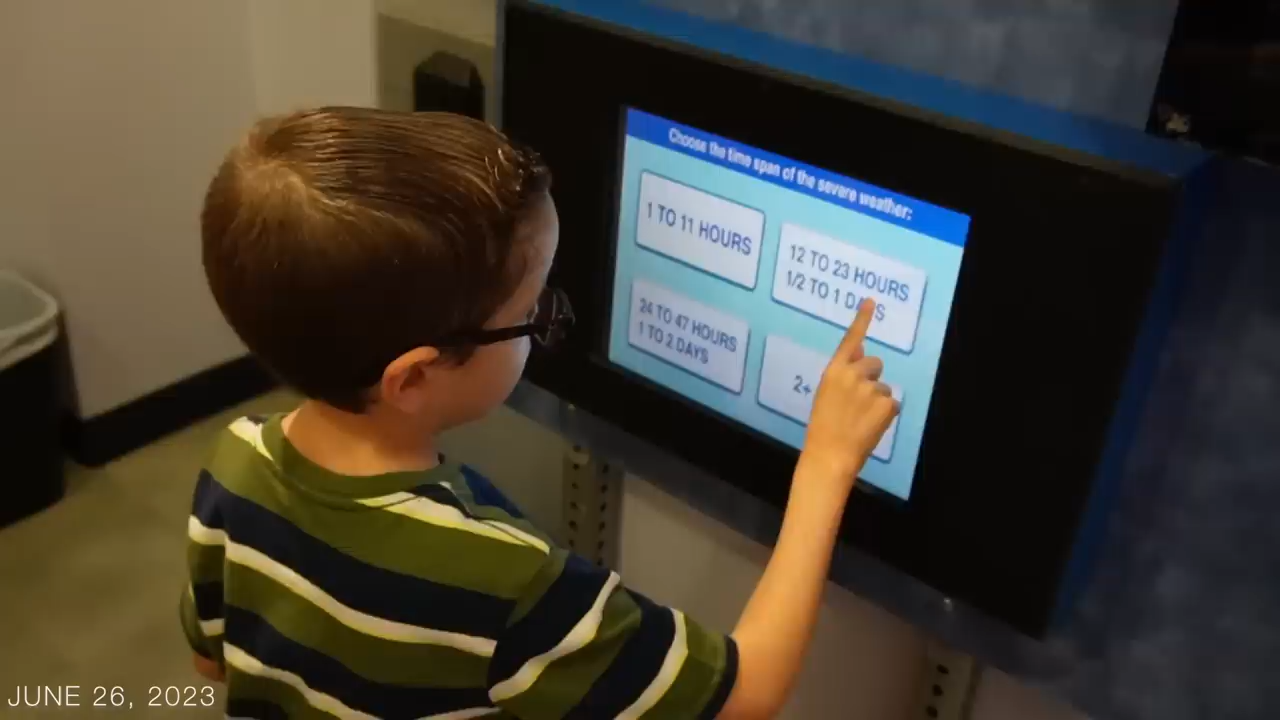 Choose the time span of the severe weather:
1 TO 11 HOURS
12 TO 23 HOURS
1/2 TO 1 DAYS
24 TO 47 HOURS
1 TO 2 DAYS
2+
JUNE 26, 2023